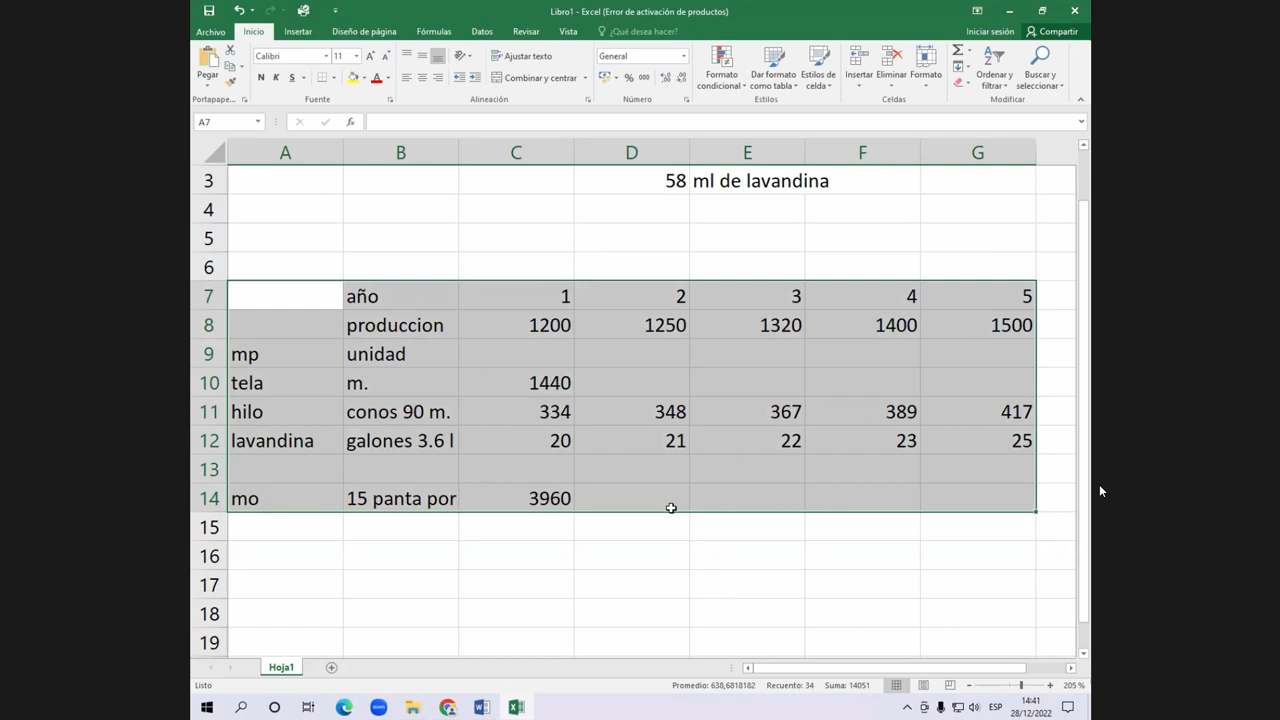 Libro1 - Excel (Error de activación de productos)
Archivo Inicio Insertar Diseño de página Fórmulas Datos Revisar Vista ¿Qué desea hacer? Iniciar sesión Compartir
Pegar
Calibri 11
N K S
Ajustar texto
Combinar y centrar
General
% 000
Formato condicional
Dar formato como tabla
Estilos de celda
Insertar
Eliminar
Formato
Ordenar y filtrar
Buscar y seleccionar
Portapape... Fuente Alineación Número Estilos Celdas Modificar
A7 fx
A B C D E F G
3 58 ml de lavandina
4
5
6
7 año 1 2 3 4 5
8 produccion 1200 1250 1320 1400 1500
9 mp unidad
10 tela m. 1440
11 hilo conos 90 m. 334 348 367 389 417
12 lavandina galones 3.6 l 20 21 22 23 25
13
14 mo 15 panta por 3960
15
16
17
18
19
Hoja1
Listo Promedio: 638,6818182 Recuento: 34 Suma: 14051 205 %
ESP 14:41
28/12/2022